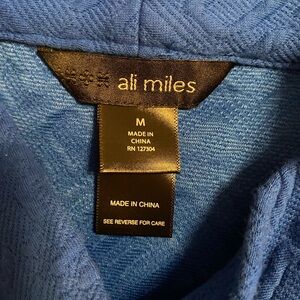 ali miles
M
MADE IN
CHINA
RN 127304
MADE IN CHINA
SEE REVERSE FOR CARE